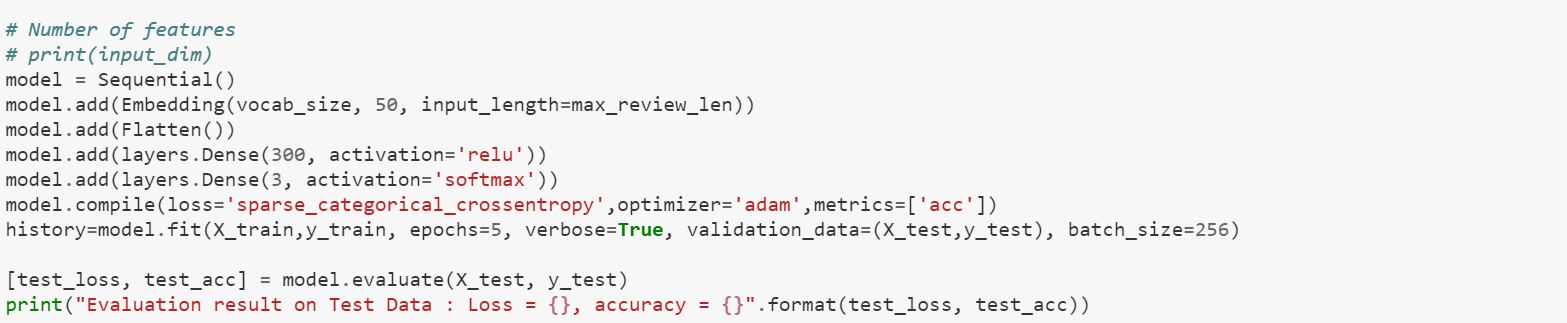 # Number of features
# print(input_dim)
model = Sequential()
model.add(Embedding(vocab_size, 50, input_length=max_review_len))
model.add(Flatten())
model.add(layers.Dense(300, activation='relu'))
model.add(layers.Dense(3, activation='softmax'))
model.compile(loss='sparse_categorical_crossentropy',optimizer='adam',metrics=['acc'])
history=model.fit(X_train,y_train, epochs=5, verbose=True, validation_data=(X_test,y_test), batch_size=256)
[test_loss, test_acc] = model.evaluate(X_test, y_test)
print("Evaluation result on Test Data : Loss = {}, accuracy = {}".format(test_loss, test_acc))